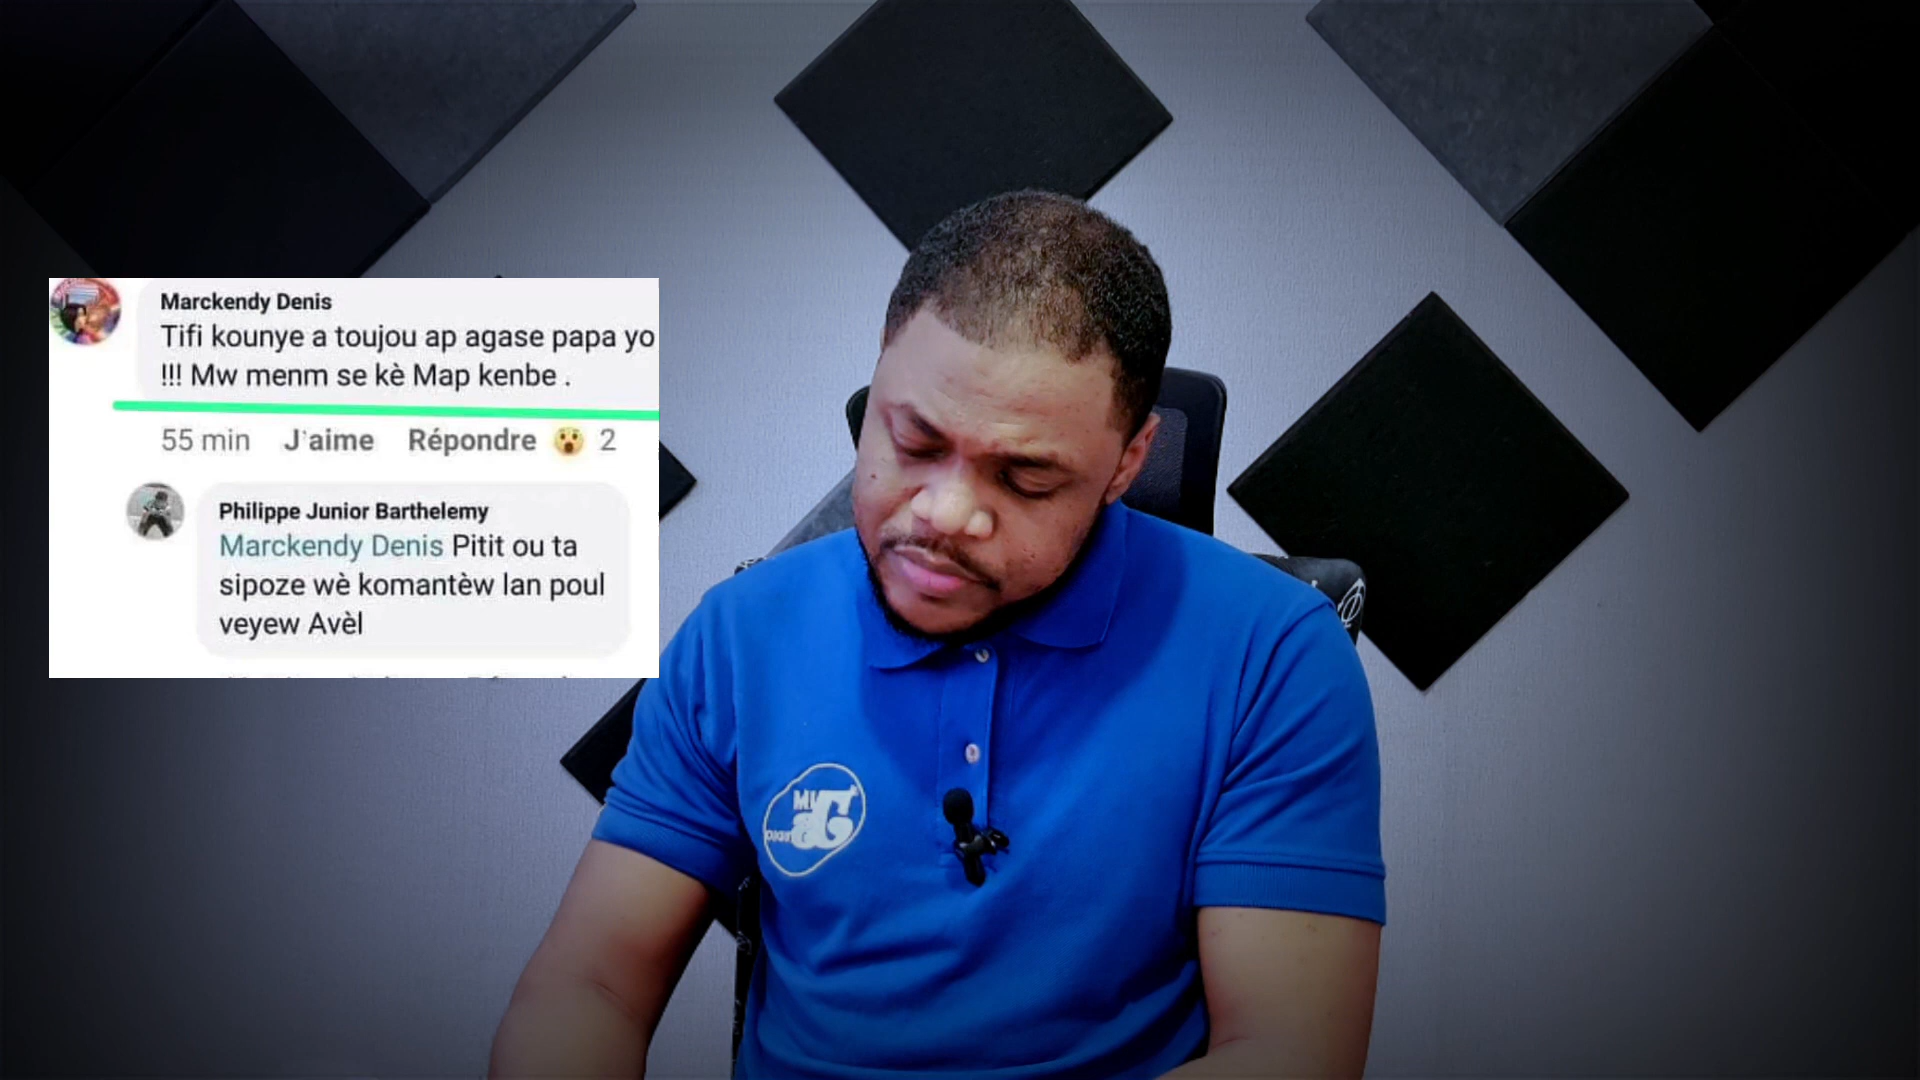 Marckendy Denis
Tifi kounye a toujou ap agase papa yo
!!! Mw menm se kè Map kenbe .
55 min J'aime Répondre 2
Philippe Junior Barthelemy
Marckendy Denis Pitit ou ta
sipoze wè komantèw lan poul
veyew Avèl